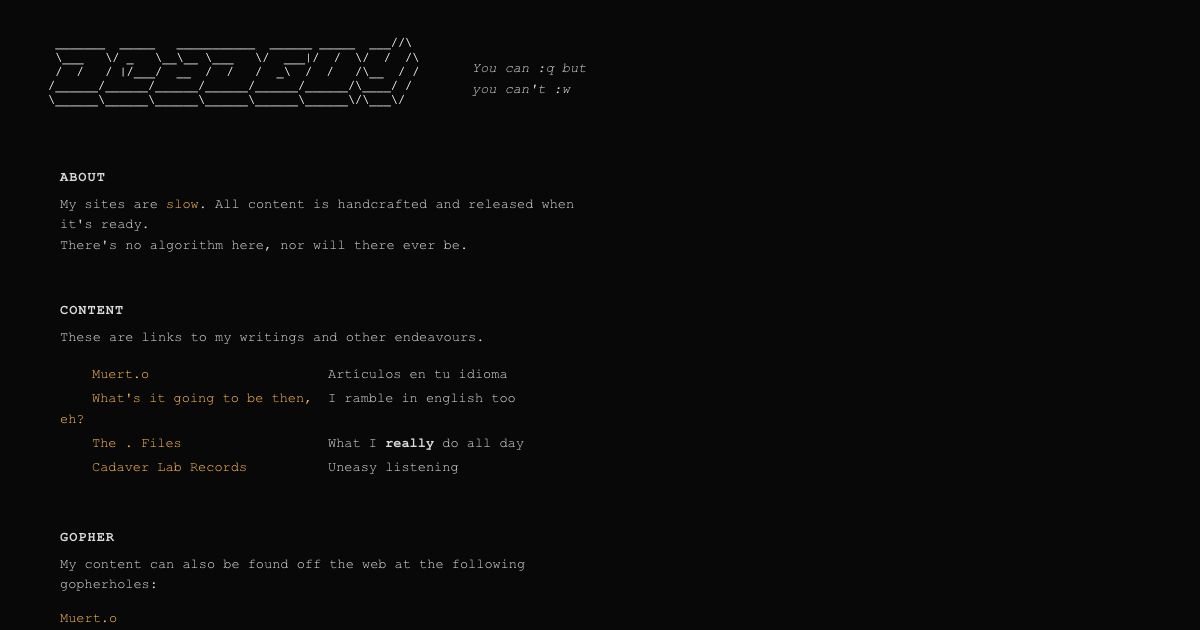 You can :q but
you can't :w
ABOUT
My sites are slow. All content is handcrafted and released when
it's ready.
There's no algorithm here, nor will there ever be.
CONTENT
These are links to my writings and other endeavours.
Muert.o Artículos en tu idioma
What's it going to be then, I ramble in english too
eh?
The . Files What I really do all day
Cadaver Lab Records Uneasy listening
GOPHER
My content can also be found off the web at the following
gopherholes:
Muert.o